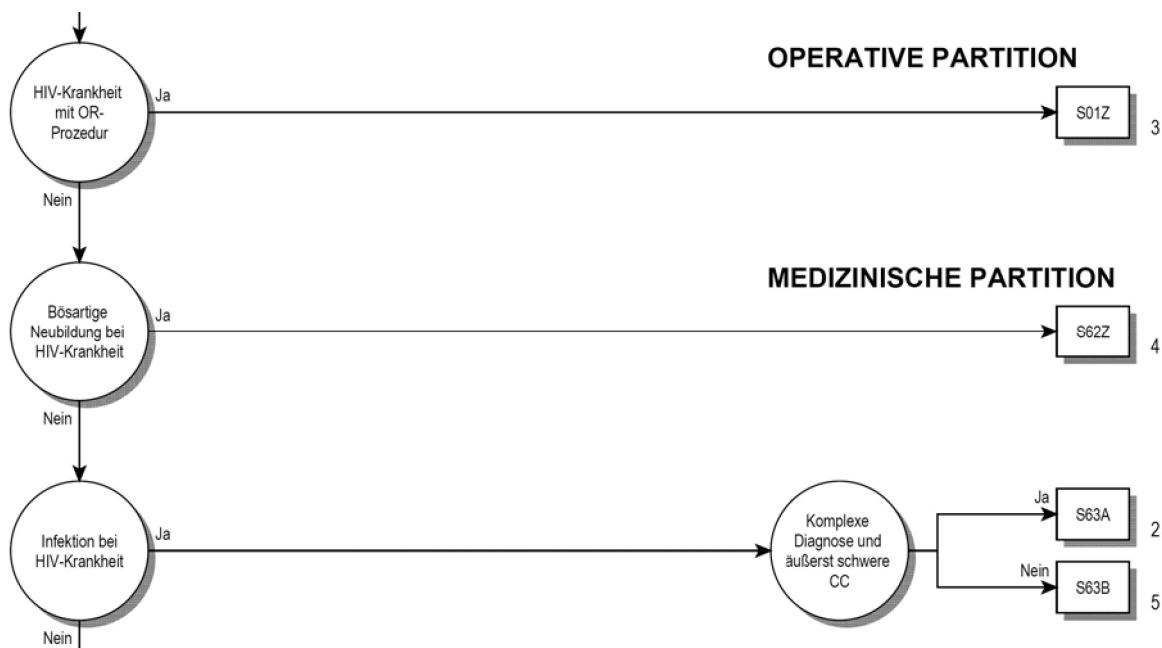 OPERATIVE PARTITION
HIV-Krankheit
mit OR-
Prozedur
Ja
S01Z
3
Nein
MEDIZINISCHE PARTITION
Bösartige
Neubildung bei
HIV-Krankheit
Ja
S62Z
4
Nein
Infektion bei
HIV-Krankheit
Ja
Komplexe
Diagnose und
äußerst schwere
CC
Ja
S63A
2
Nein
S63B
5
Nein